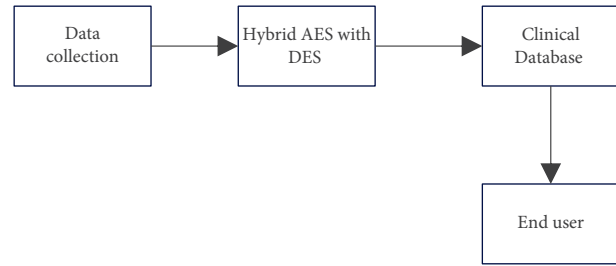 Data
collection
Hybrid AES with
DES
Clinical
Database
End user